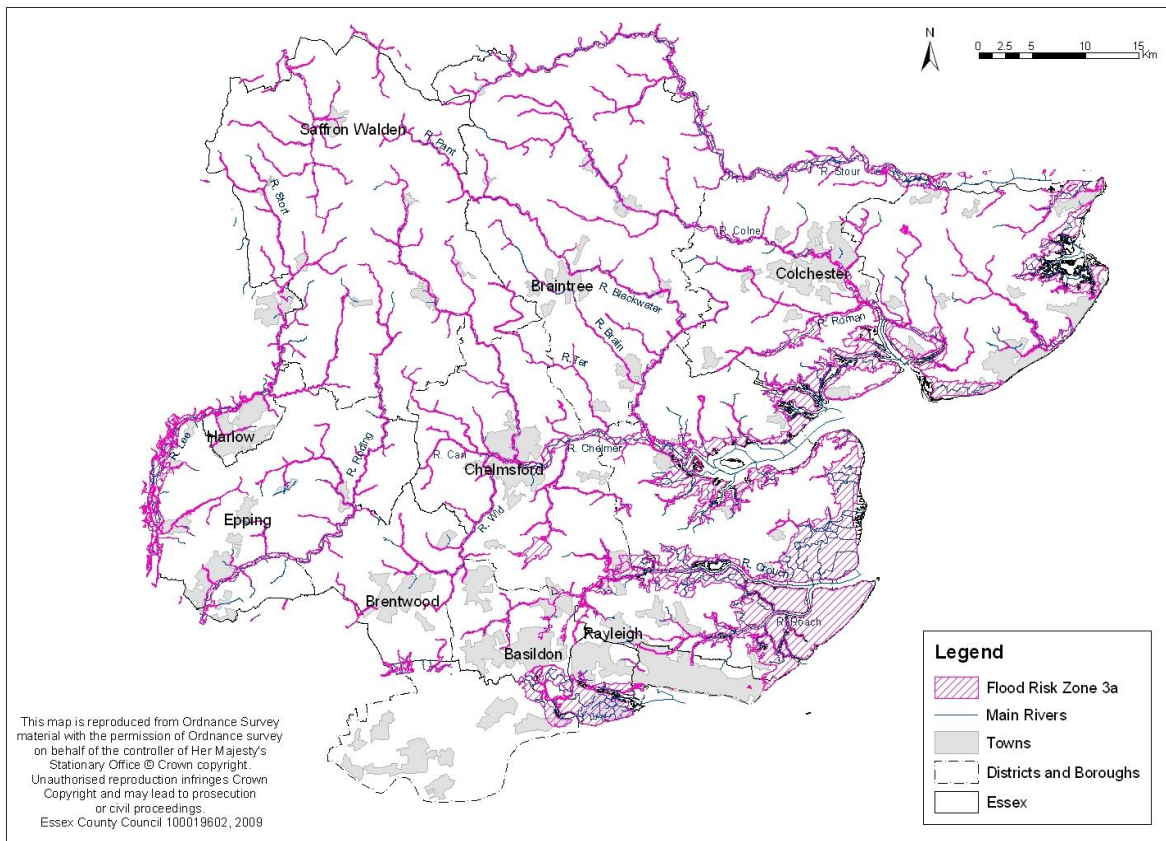 N
0 2.5 5 10 15
Km
Saffron Walden
R. Pant
R. Stort
R. Stour
R. Colne
Colchester
Braintree
R. Blackwater
R. Brain
R. Roman
R. Ter
Harlow
R. Lee
R. Roding
R. Can
Chelmsford
R. Chelmer
R. Wid
Epping
R. Crouch
Brentwood
R. Roach
Rayleigh
Basildon
Legend
Flood Risk Zone 3a
Main Rivers
Towns
Districts and Boroughs
Essex
This map is reproduced from Ordnance Survey
material with the permission of Ordnance survey
on behalf of the controller of Her Majesty's
Stationary Office © Crown copyright.
Unauthorised reproduction infringes Crown
Copyright and may lead to prosecution
or civil proceedings.
Essex County Council 100019602, 2009